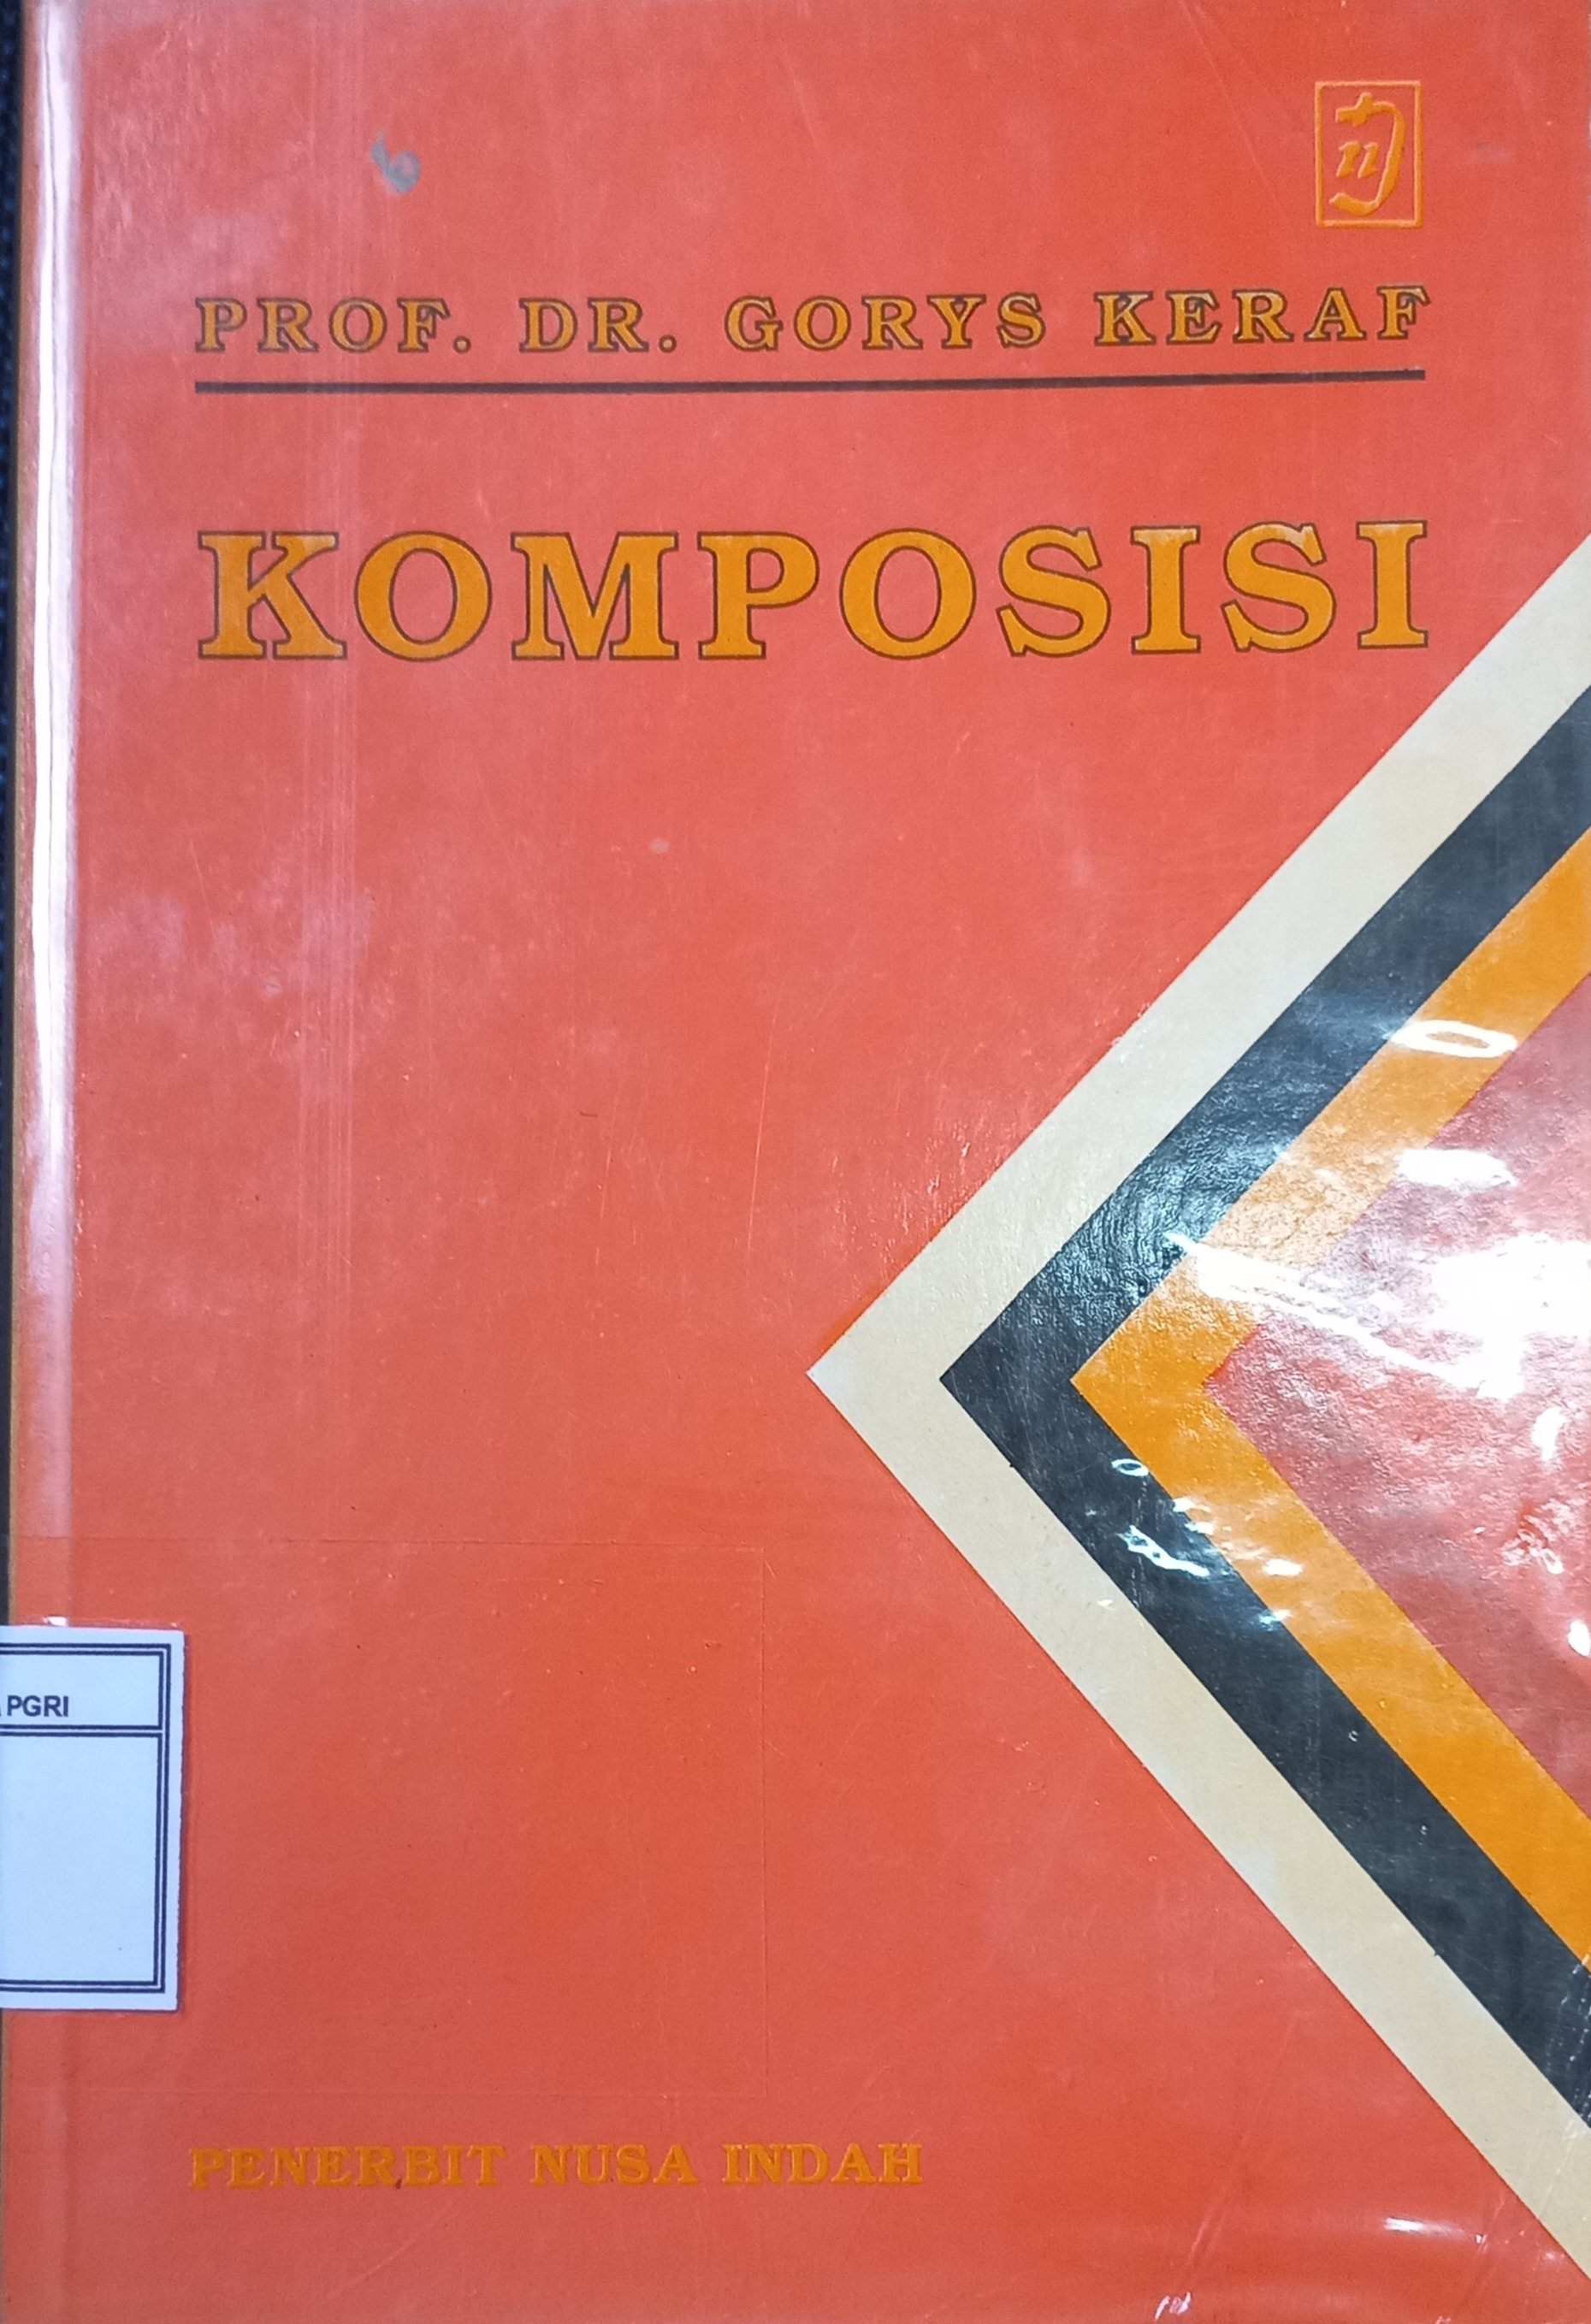 PROF. DR. GORYS KERAF
KOMPOSISI
PGRI
PENERBIT NUSA INDAH